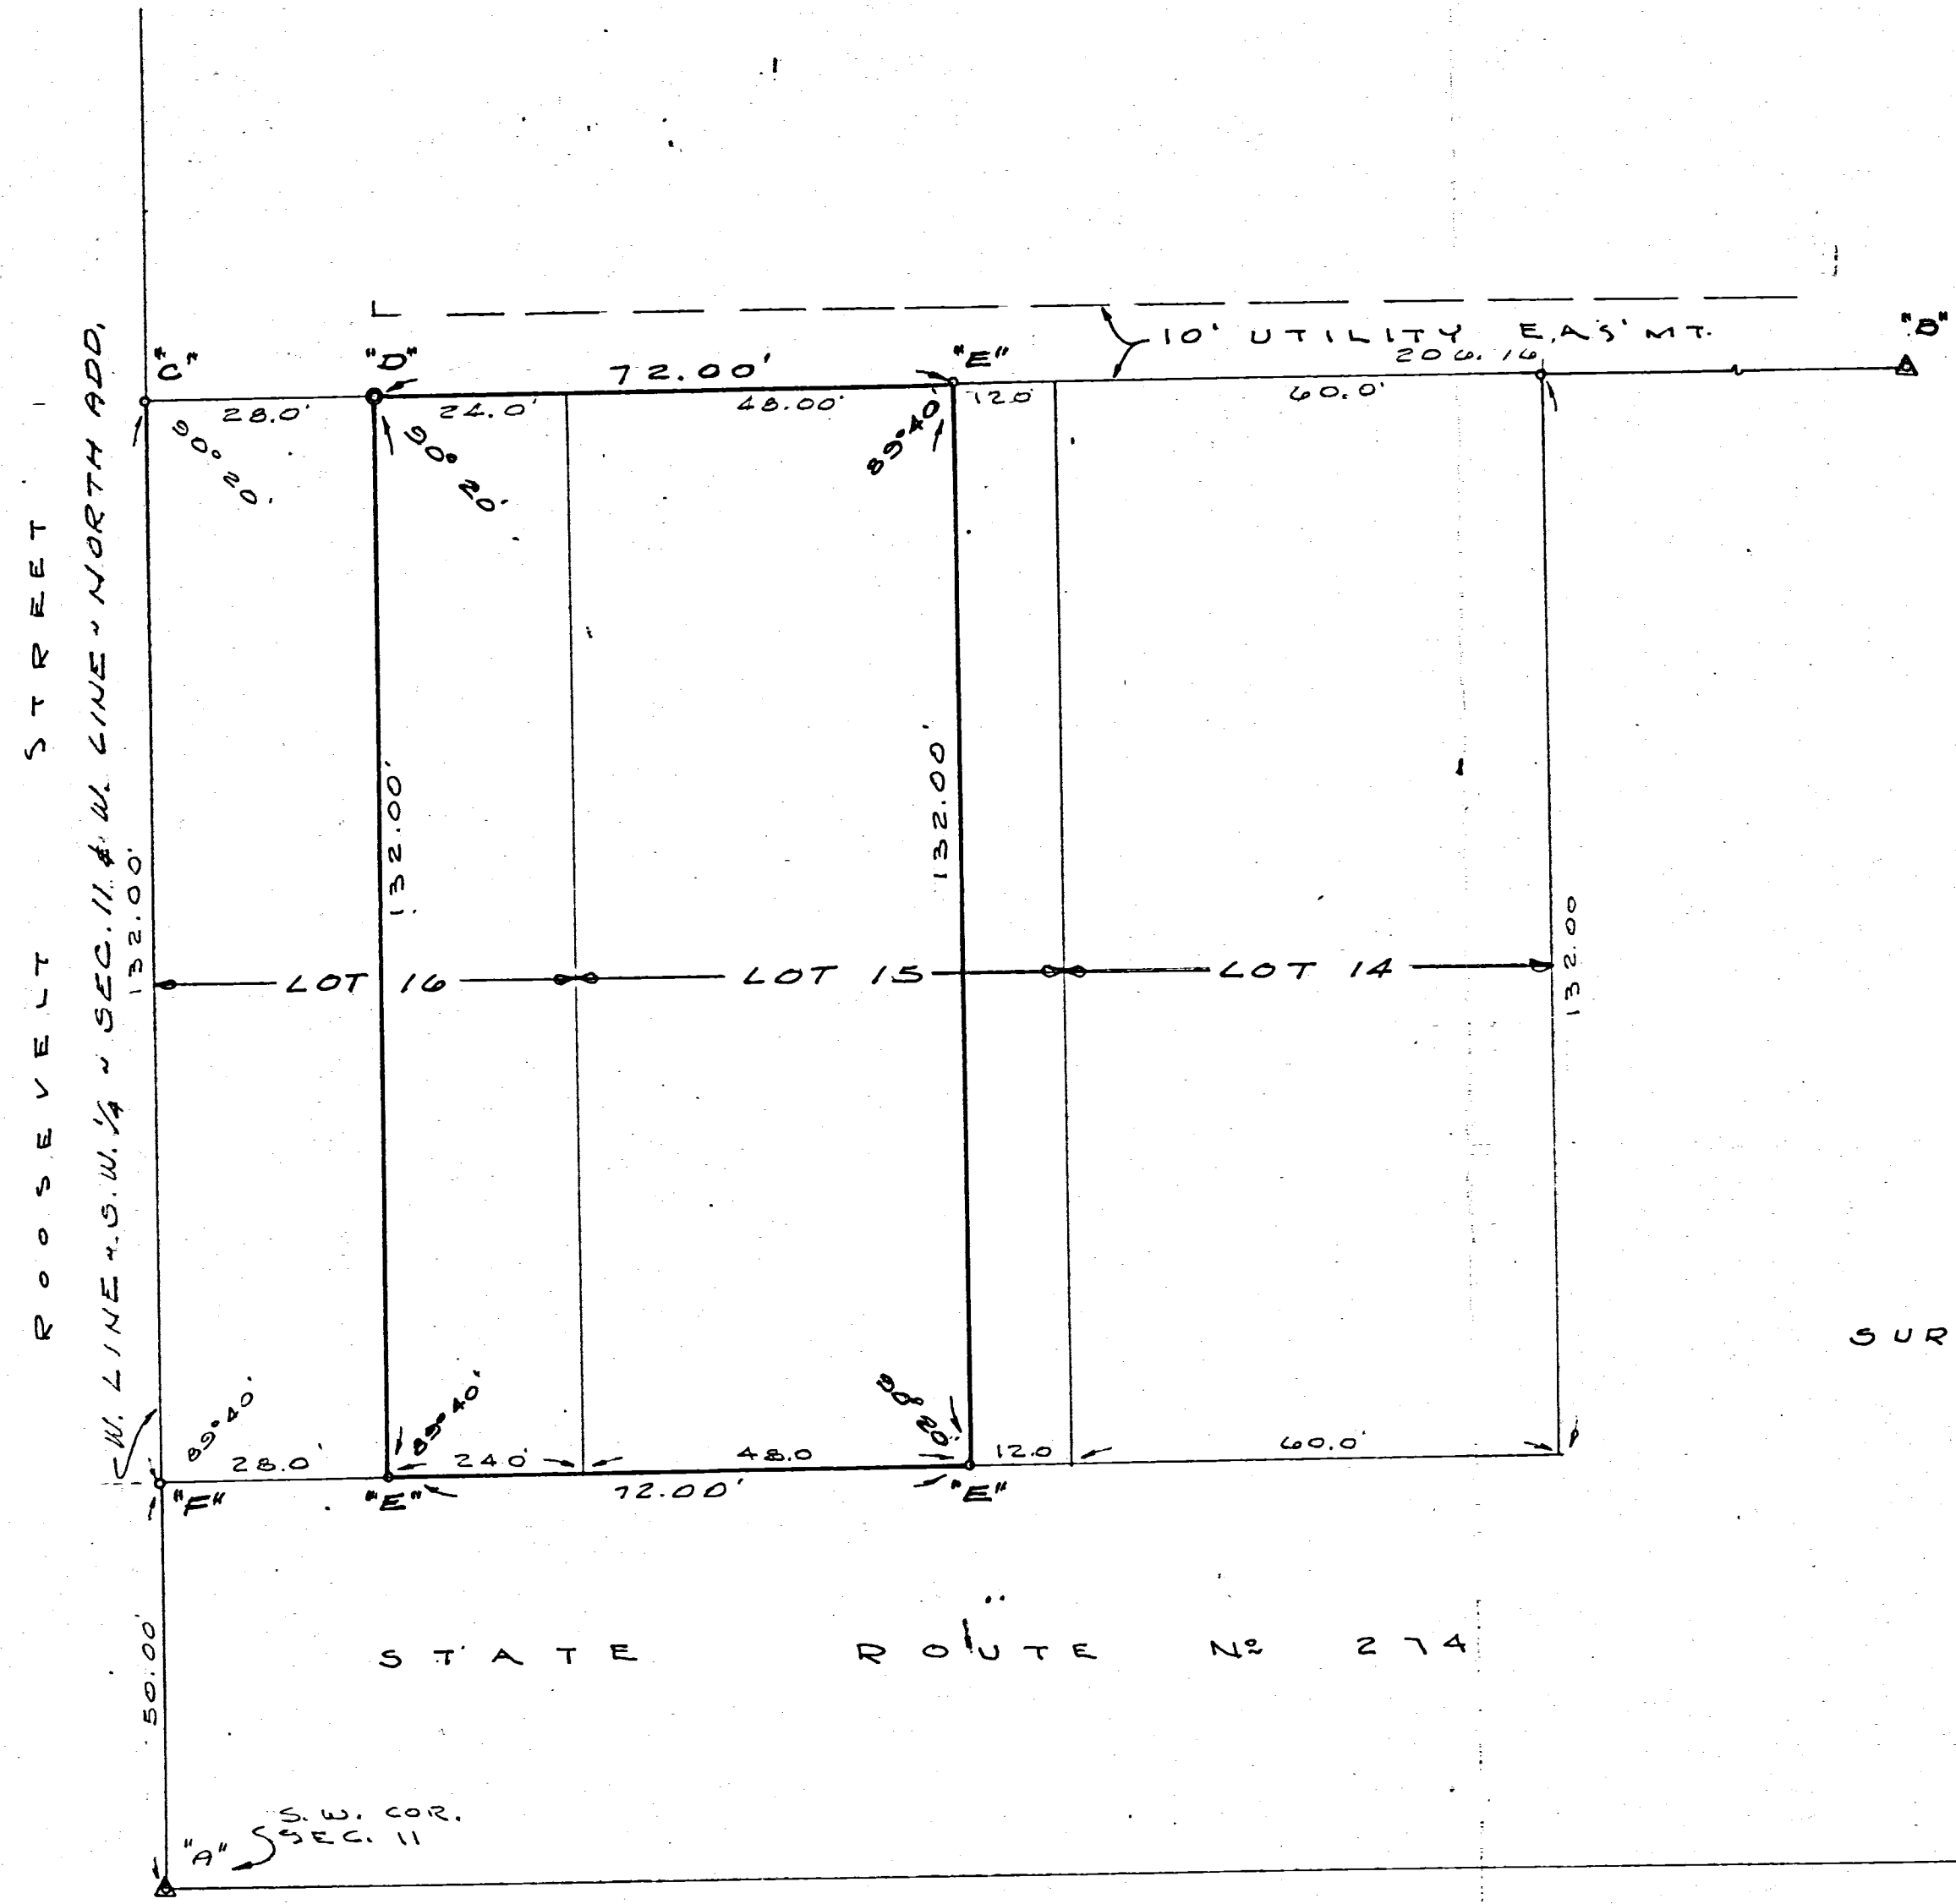 10' UTILITY EAS'MT.
206.16
"B"
"C"
"D"
72.00'
"E"
28.0'
24.0'
48.00'
12.0'
60.0'
90° 20'
90° 20'
89° 40'
ROOSEVELT STREET
W. LINE ~ S.W. 1/4 ~ SEC. 11 & W. LINE ~ NORTH ADD.
132.00'
132.00'
132.00'
132.00
LOT 16
LOT 15
LOT 14
SUR
89° 40'
89° 40'
90° 20'
28.0'
24.0'
48.0
12.0
60.0'
"F"
"E"
72.00'
"E"
STATE ROUTE Nº 274
50.00'
"A"
S.W. COR.
SEC. 11